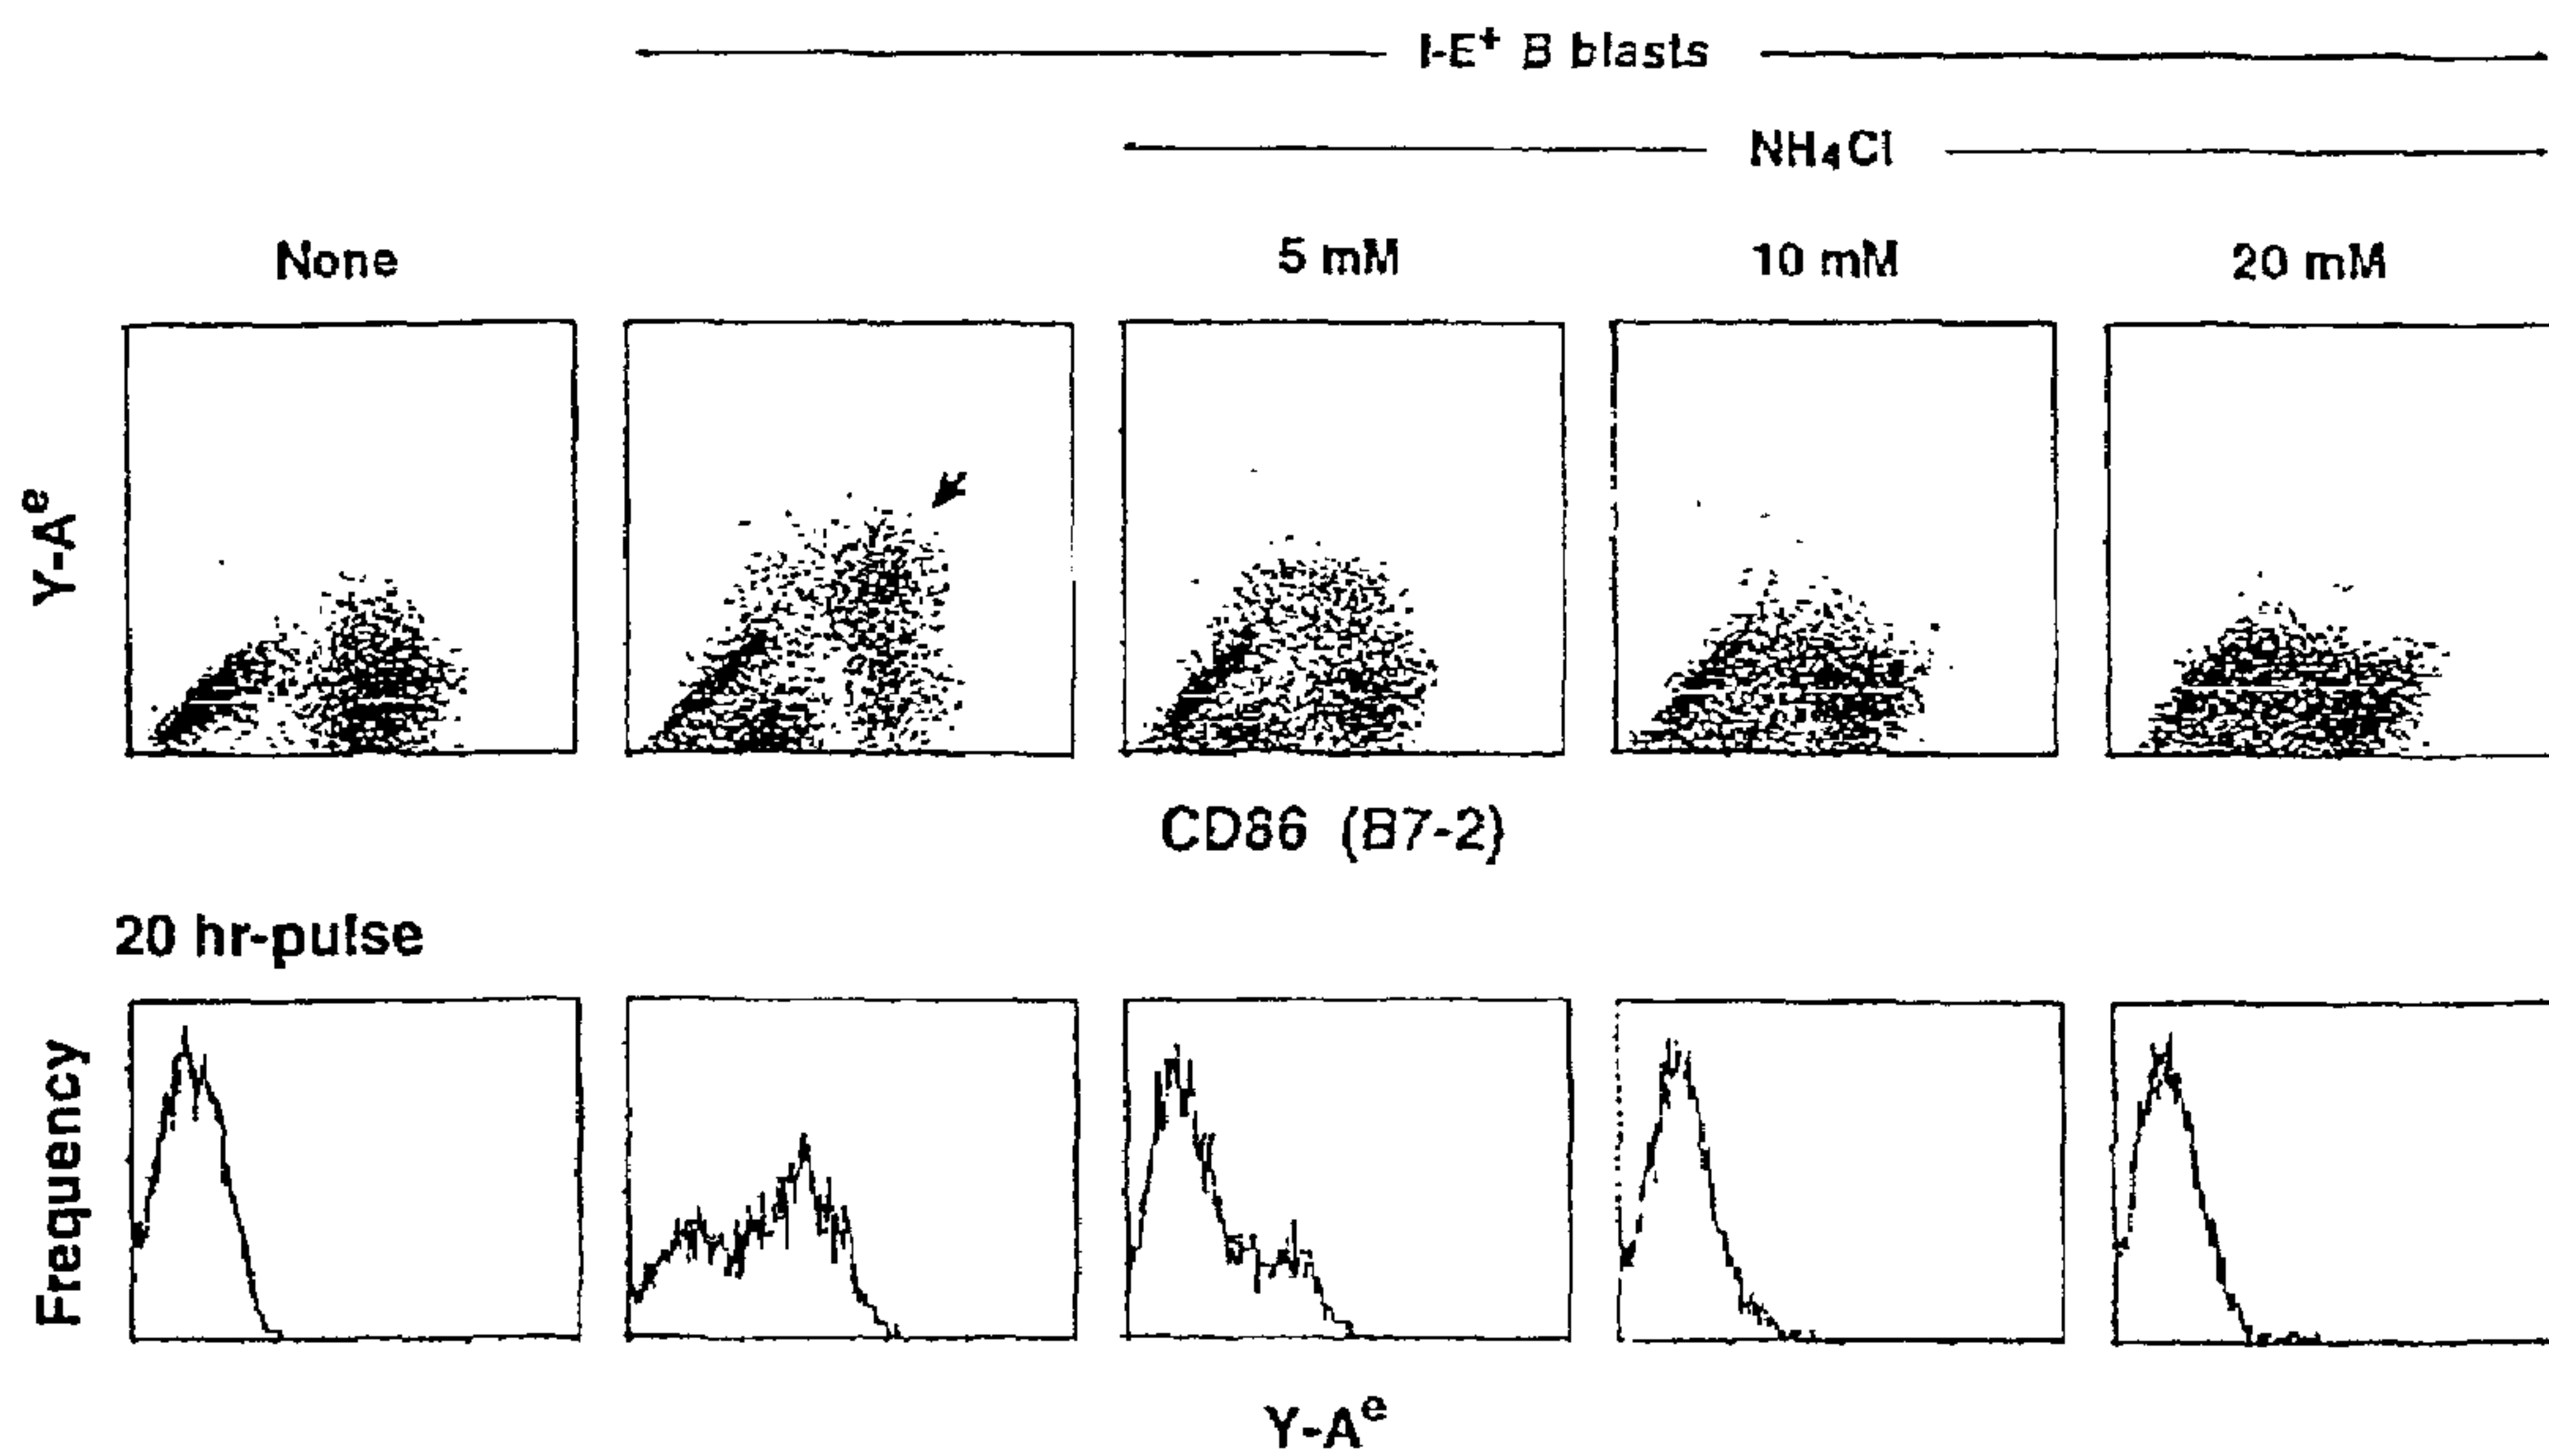 I-E⁺ B blasts
NH₄Cl
None
5 mM
10 mM
20 mM
Y-Aᵉ
CD86 (B7-2)
20 hr-pulse
Frequency
Y-Aᵉ